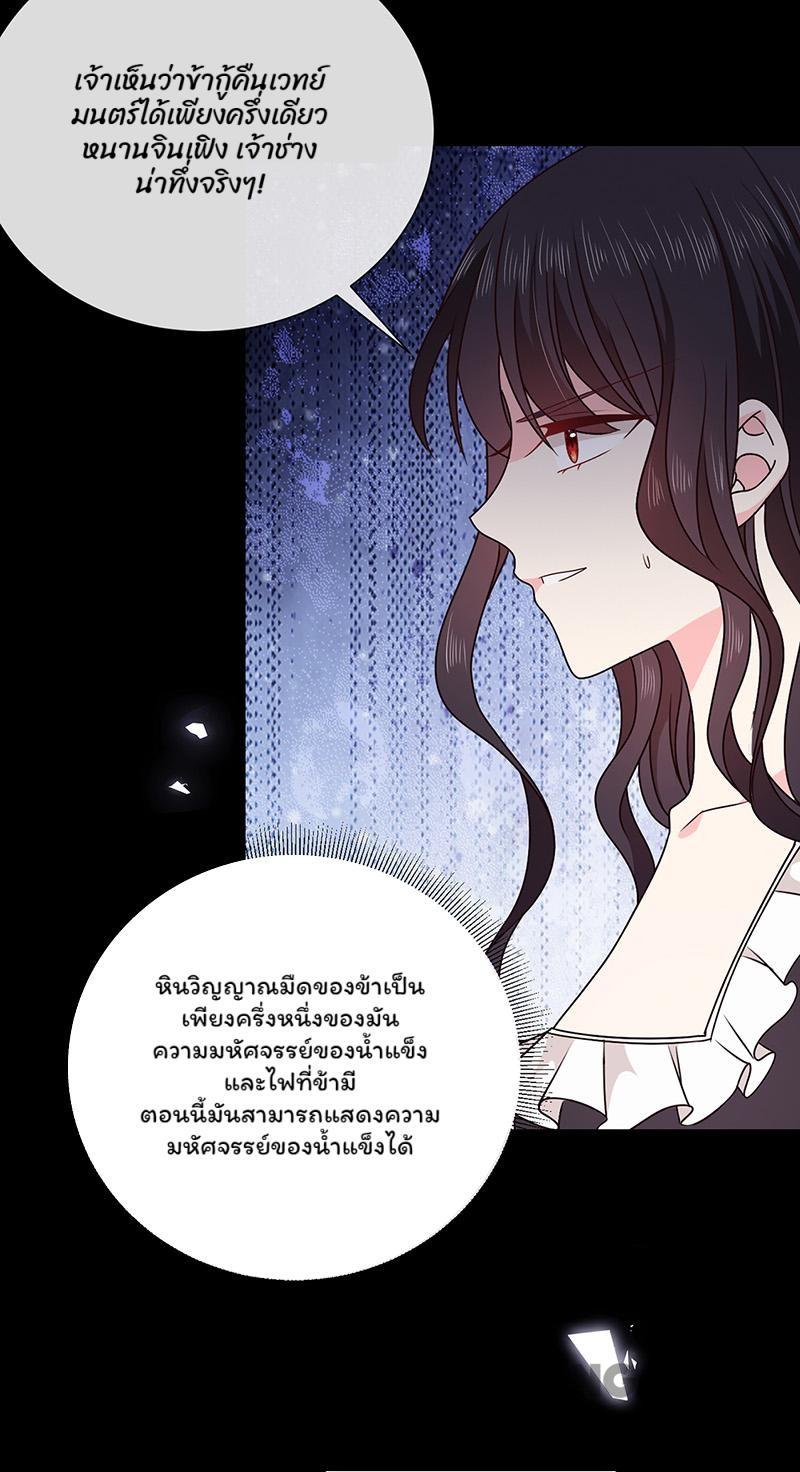 เจ้าเห็นว่าข้ากู้คืนเวทย์
มนตร์ได้เพียงครึ่งเดียว
หนานจินเฟิง เจ้าช่าง
น่าทึ่งจริงๆ!
หินวิญญาณมืดของข้าเป็น
เพียงครึ่งหนึ่งของมัน
ความมหัศจรรย์ของน้ำแข็ง
และไฟที่ข้ามี
ตอนนี้มันสามารถแสดงความ
มหัศจรรย์ของน้ำแข็งได้